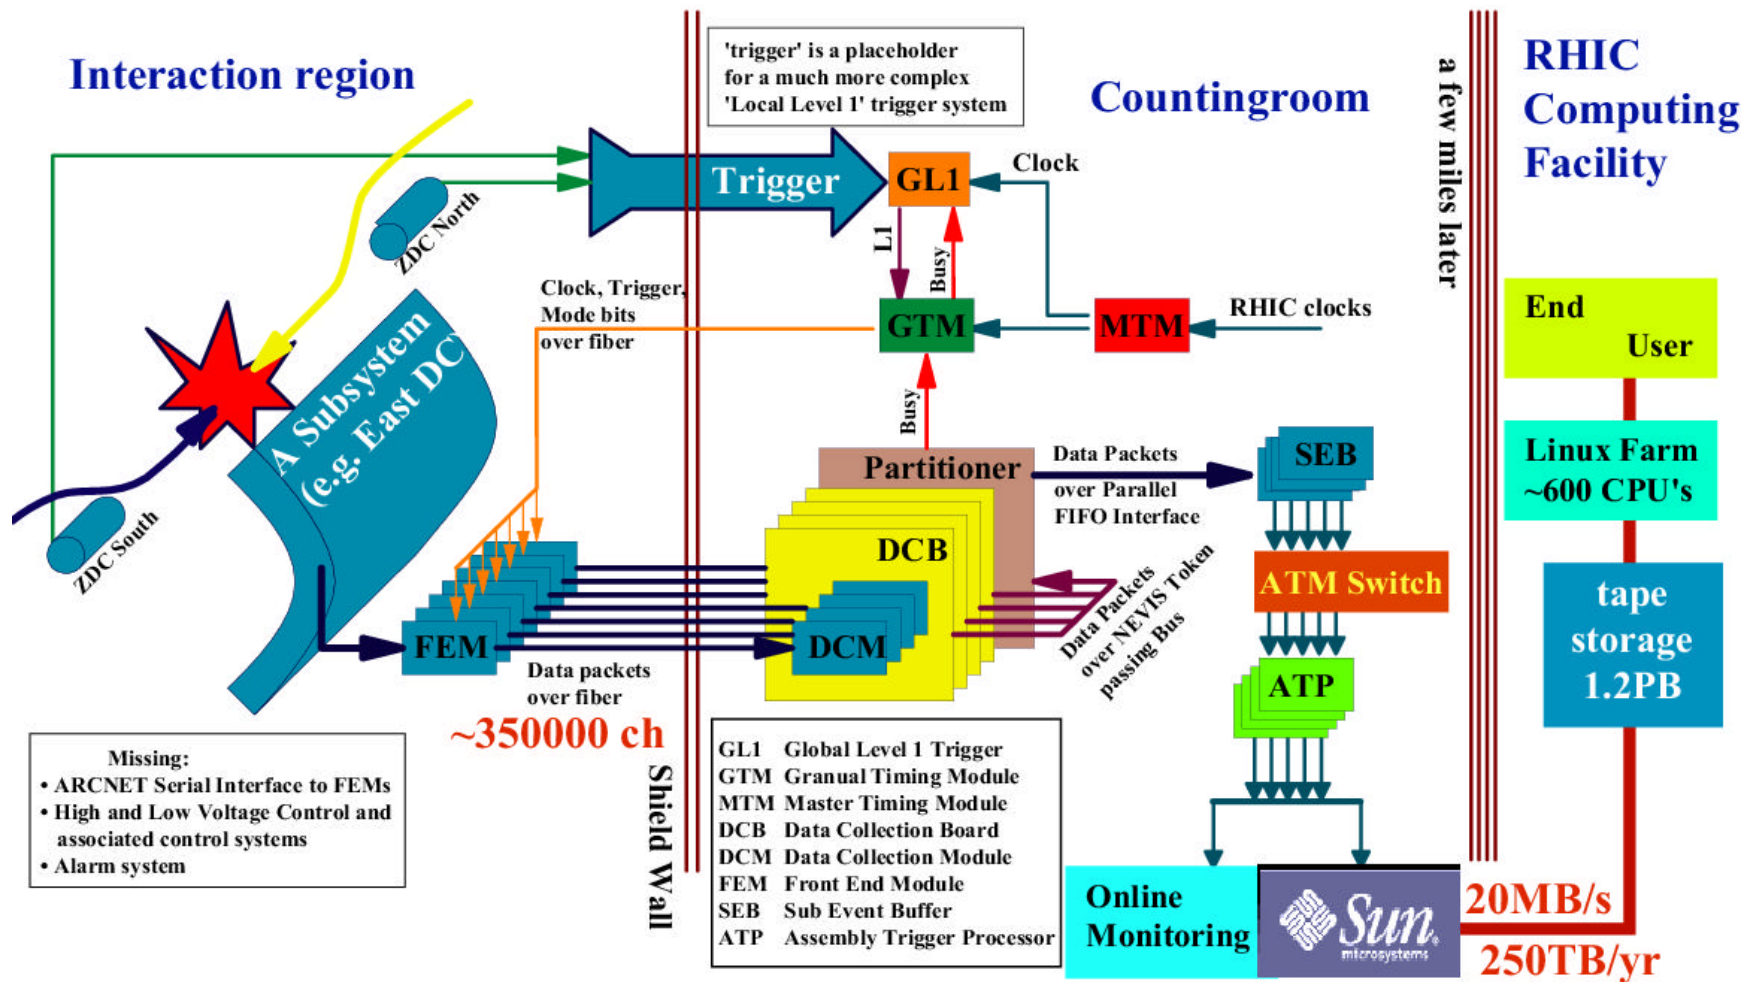 Interaction region
'trigger' is a placeholder
for a much more complex
'Local Level 1' trigger system
Countingroom
a few miles later
RHIC
Computing
Facility
Trigger
GL1
Clock
ZDC North
L1
Busy
Clock, Trigger,
Mode bits
over fiber
GTM
MTM
RHIC clocks
End
User
A Subsystem
(e.g. East DC)
Busy
Partitioner
Data Packets
over Parallel
FIFO Interface
SEB
Linux Farm
~600 CPU's
ZDC South
DCB
ATM Switch
Data Packets
over NEVIS Token
passing Bus
tape
storage
1.2PB
FEM
DCM
Data packets
over fiber
ATP
~350000 ch
Shield Wall
Missing:
• ARCNET Serial Interface to FEMs
• High and Low Voltage Control and
associated control systems
• Alarm system
GL1 Global Level 1 Trigger
GTM Granual Timing Module
MTM Master Timing Module
DCB Data Collection Board
DCM Data Collection Module
FEM Front End Module
SEB Sub Event Buffer
ATP Assembly Trigger Processor
Online
Monitoring
Sun
microsystems
20MB/s
250TB/yr